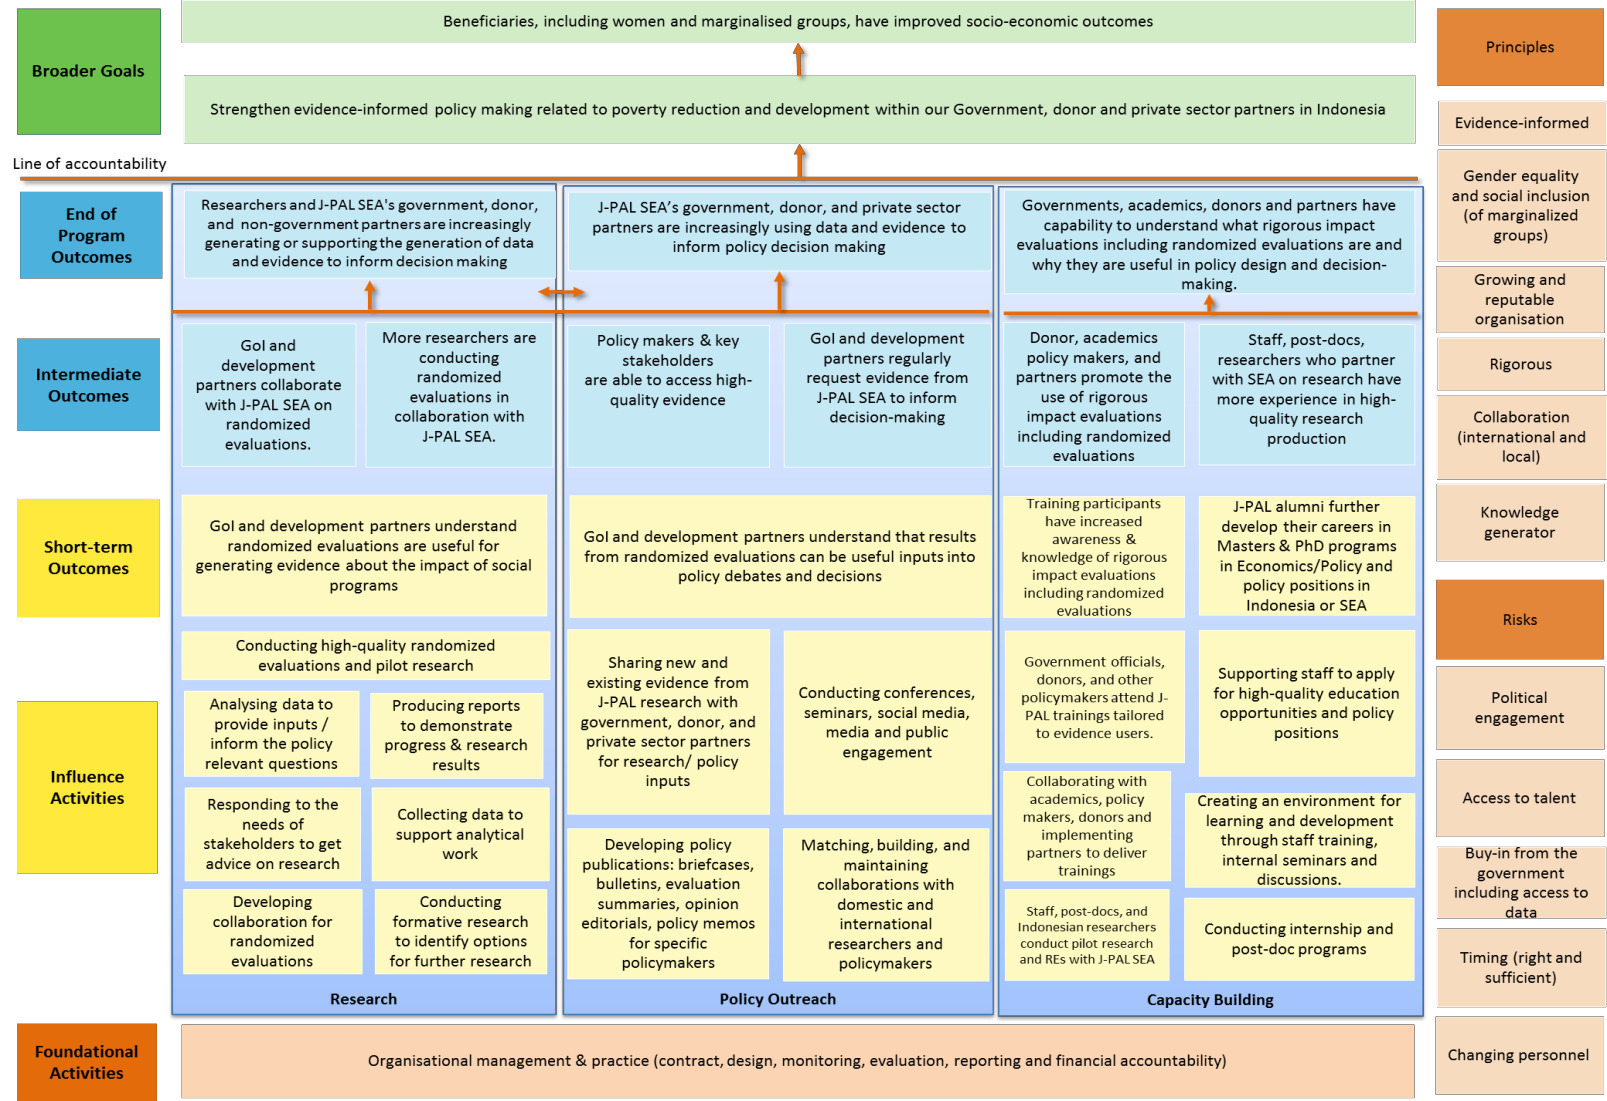 Broader Goals
Beneficiaries, including women and marginalised groups, have improved socio-economic outcomes
Strengthen evidence-informed policy making related to poverty reduction and development within our Government, donor and private sector partners in Indonesia
Line of accountability
End of
Program
Outcomes
Researchers and J-PAL SEA's government, donor,
and non-government partners are increasingly
generating or supporting the generation of data
and evidence to inform decision making
J-PAL SEA’s government, donor, and private sector
partners are increasingly using data and evidence to
inform policy decision making
Governments, academics, donors and partners have
capability to understand what rigorous impact
evaluations including randomized evaluations are and
why they are useful in policy design and decision-
making.
Intermediate
Outcomes
GoI and
development
partners collaborate
with J-PAL SEA on
randomized
evaluations.
More researchers are
conducting
randomized
evaluations in
collaboration with
J-PAL SEA.
Policy makers & key
stakeholders
are able to access high-
quality evidence
GoI and development
partners regularly
request evidence from
J-PAL SEA to inform
decision-making
Donor, academics
policy makers, and
partners promote the
use of rigorous
impact evaluations
including randomized
evaluations
Staff, post-docs,
researchers who partner
with SEA on research have
more experience in high-
quality research
production
Short-term
Outcomes
GoI and development partners understand
randomized evaluations are useful for
generating evidence about the impact of social
programs
GoI and development partners understand that results
from randomized evaluations can be useful inputs into
policy debates and decisions
Training participants
have increased
awareness &
knowledge of rigorous
impact evaluations
including randomized
evaluations
J-PAL alumni further
develop their careers in
Masters & PhD programs
in Economics/Policy and
policy positions in
Indonesia or SEA
Influence
Activities
Conducting high-quality randomized
evaluations and pilot research
Analysing data to
provide inputs /
inform the policy
relevant questions
Producing reports
to demonstrate
progress & research
results
Responding to the
needs of
stakeholders to get
advice on research
Collecting data to
support analytical
work
Developing
collaboration for
randomized
evaluations
Conducting
formative research
to identify options
for further research
Research
Sharing new and
existing evidence from
J-PAL research with
government, donor, and
private sector partners
for research/ policy
inputs
Conducting conferences,
seminars, social media,
media and public
engagement
Developing policy
publications: briefcases,
bulletins, evaluation
summaries, opinion
editorials, policy memos
for specific
policymakers
Matching, building, and
maintaining
collaborations with
domestic and
international
researchers and
policymakers
Policy Outreach
Government officials,
donors, and other
policymakers attend J-
PAL trainings tailored
to evidence users.
Supporting staff to apply
for high-quality education
opportunities and policy
positions
Collaborating with
academics, policy
makers, donors and
implementing
partners to deliver
trainings
Creating an environment for
learning and development
through staff training,
internal seminars and
discussions.
Staff, post-docs, and
Indonesian researchers
conduct pilot research
and REs with J-PAL SEA
Conducting internship and
post-doc programs
Capacity Building
Foundational
Activities
Organisational management & practice (contract, design, monitoring, evaluation, reporting and financial accountability)
Principles
Evidence-informed
Gender equality
and social inclusion
(of marginalized
groups)
Growing and
reputable
organisation
Rigorous
Collaboration
(international and
local)
Knowledge
generator
Risks
Political
engagement
Access to talent
Buy-in from the
government
including access to
data
Timing (right and
sufficient)
Changing personnel